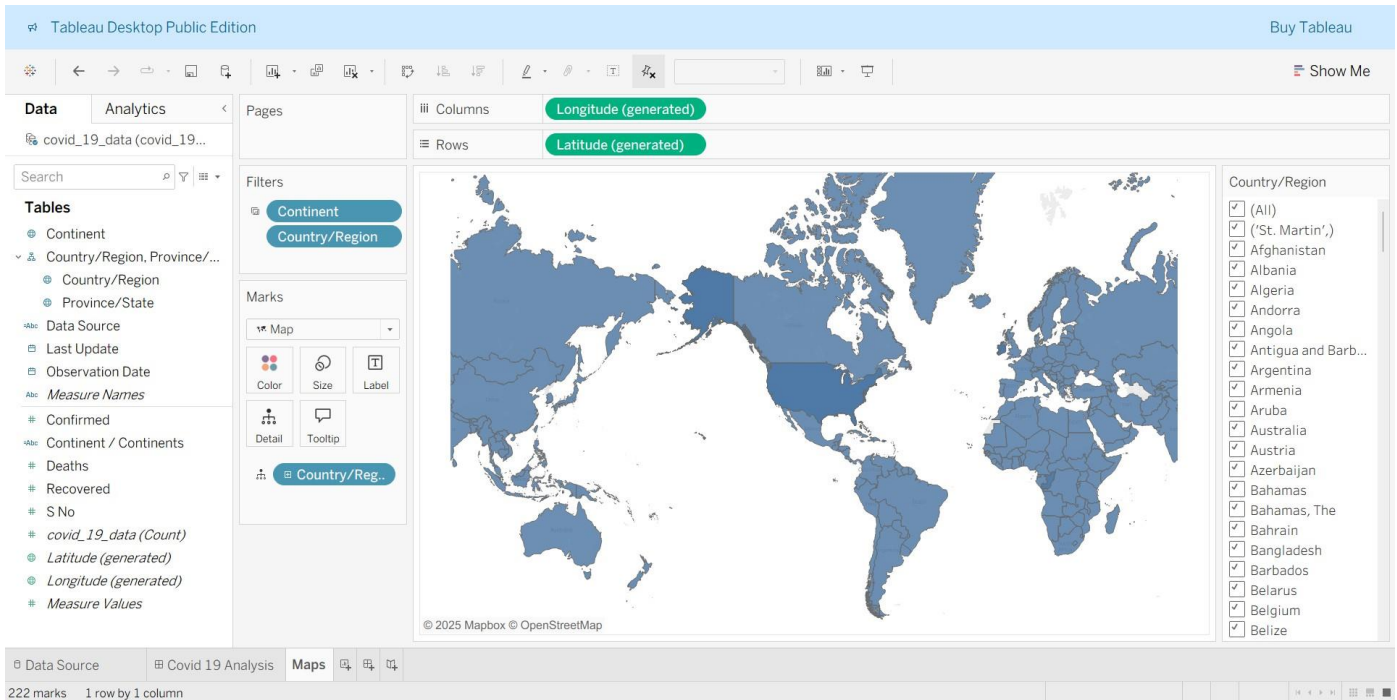 Tableau Desktop Public Edition
Buy Tableau
Show Me
Data
Analytics
covid_19_data (covid_19...
Search
Tables
Continent
Country/Region, Province/...
Country/Region
Province/State
Abc Data Source
Last Update
Observation Date
Abc Measure Names
# Confirmed
Abc Continent / Continents
# Deaths
# Recovered
# S No
# covid_19_data (Count)
Latitude (generated)
Longitude (generated)
# Measure Values
Pages
Filters
Continent
Country/Region
Marks
Map
Color
Size
Label
Detail
Tooltip
Country/Reg..
Columns
Longitude (generated)
Rows
Latitude (generated)
© 2025 Mapbox © OpenStreetMap
Country/Region
(All)
('St. Martin',)
Afghanistan
Albania
Algeria
Andorra
Angola
Antigua and Barb...
Argentina
Armenia
Aruba
Australia
Austria
Azerbaijan
Bahamas
Bahamas, The
Bahrain
Bangladesh
Barbados
Belarus
Belgium
Belize
Data Source
Covid 19 Analysis
Maps
222 marks
1 row by 1 column